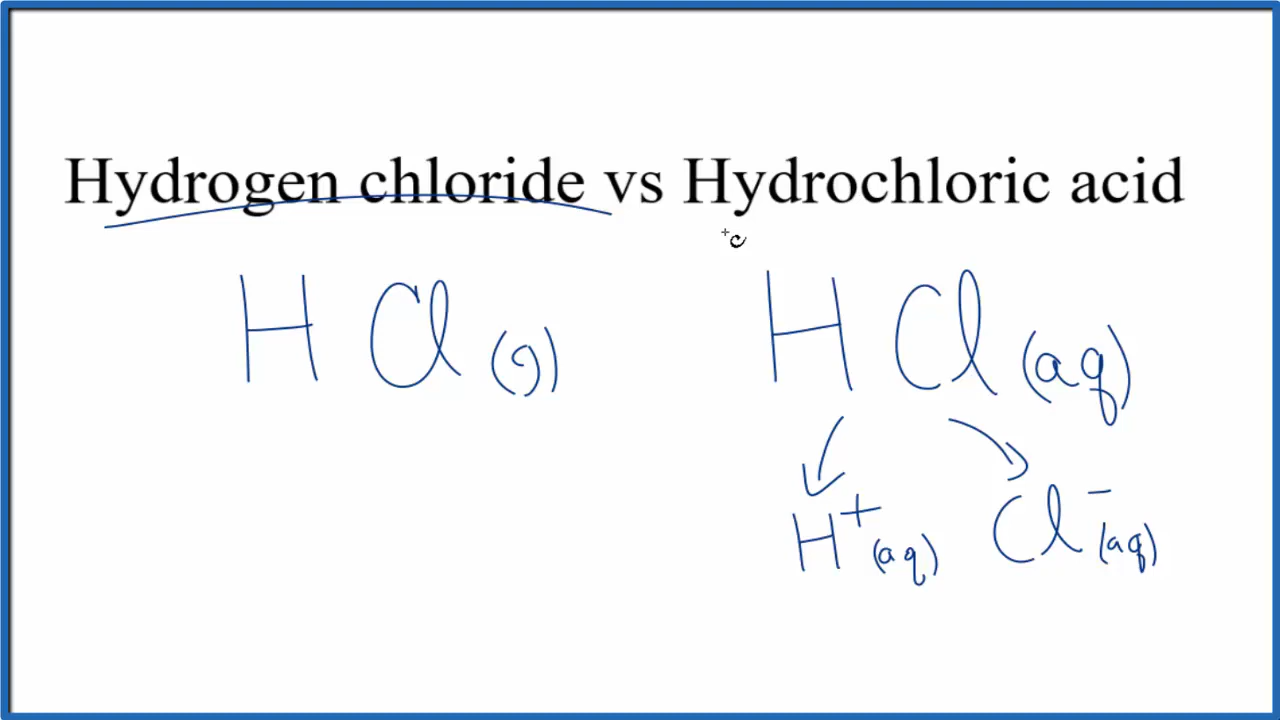 Hydrogen chloride vs Hydrochloric acid
HCl(g) HCl(aq)
H+(aq) Cl-(aq)